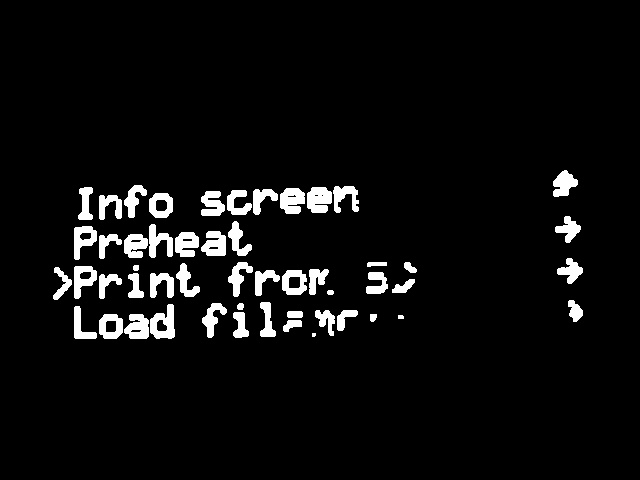 Info screen
Preheat →
>Print from →
Load